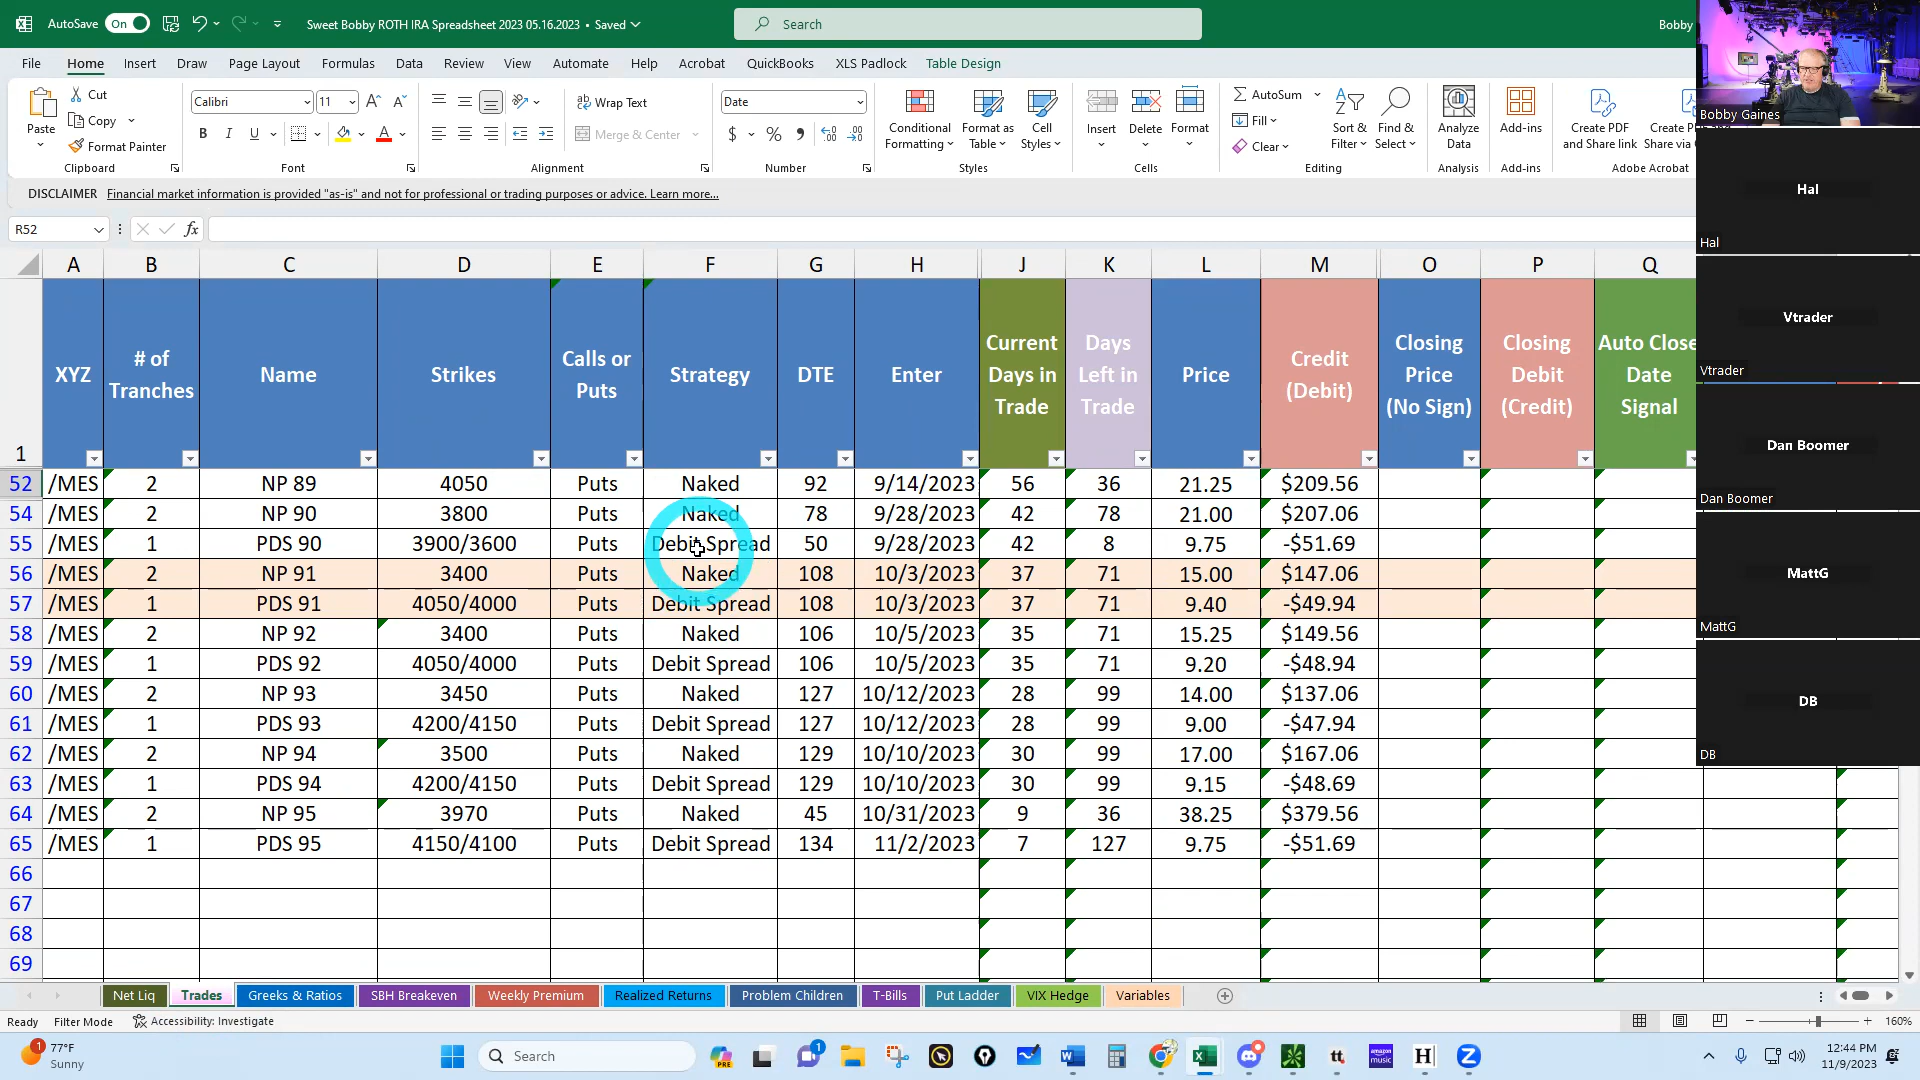 AutoSave On Sweet Bobby ROTH IRA Spreadsheet 2023 05.16.2023 • Saved Search Bobby
File Home Insert Draw Page Layout Formulas Data Review View Automate Help Acrobat QuickBooks XLS Padlock Table Design
Paste Cut Copy Format Painter Clipboard
Calibri 11 B I U A A Font
Wrap Text Merge & Center Alignment
Date $ % Number
Conditional Formatting Format as Table Cell Styles Styles
Insert Delete Format Cells
AutoSum Fill Clear Sort & Filter Find & Select Editing
Analyze Data Analysis
Add-ins Add-ins
Create PDF and Share link Share via Adobe Acrobat
DISCLAIMER Financial market information is provided "as-is" and not for professional or trading purposes or advice. Learn more...
R52 fx
A B C D E F G H J K L M O P Q
1 XYZ # of Tranches Name Strikes Calls or Puts Strategy DTE Enter Current Days in Trade Days Left in Trade Price Credit (Debit) Closing Price (No Sign) Closing Debit (Credit) Auto Close Date Signal
52 /MES 2 NP 89 4050 Puts Naked 92 9/14/2023 56 36 21.25 $209.56
54 /MES 2 NP 90 3800 Puts Naked 78 9/28/2023 42 78 21.00 $207.06
55 /MES 1 PDS 90 3900/3600 Puts Debit Spread 50 9/28/2023 42 8 9.75 -$51.69
56 /MES 2 NP 91 3400 Puts Naked 108 10/3/2023 37 71 15.00 $147.06
57 /MES 1 PDS 91 4050/4000 Puts Debit Spread 108 10/3/2023 37 71 9.40 -$49.94
58 /MES 2 NP 92 3400 Puts Naked 106 10/5/2023 35 71 15.25 $149.56
59 /MES 1 PDS 92 4050/4000 Puts Debit Spread 106 10/5/2023 35 71 9.20 -$48.94
60 /MES 2 NP 93 3450 Puts Naked 127 10/12/2023 28 99 14.00 $137.06
61 /MES 1 PDS 93 4200/4150 Puts Debit Spread 127 10/12/2023 28 99 9.00 -$47.94
62 /MES 2 NP 94 3500 Puts Naked 129 10/10/2023 30 99 17.00 $167.06
63 /MES 1 PDS 94 4200/4150 Puts Debit Spread 129 10/10/2023 30 99 9.15 -$48.69
64 /MES 2 NP 95 3970 Puts Naked 45 10/31/2023 9 36 38.25 $379.56
65 /MES 1 PDS 95 4150/4100 Puts Debit Spread 134 11/2/2023 7 127 9.75 -$51.69
66
67
68
69
Bobby Gaines
Hal
Hal
Vtrader
Vtrader
Dan Boomer
Dan Boomer
MattG
MattG
DB
DB
Net Liq Trades Greeks & Ratios SBH Breakeven Weekly Premium Realized Returns Problem Children T-Bills Put Ladder VIX Hedge Variables
Ready Filter Mode Accessibility: Investigate 160%
1 77°F Sunny Search PRE 1 tt amazon music H 12:44 PM 11/9/2023